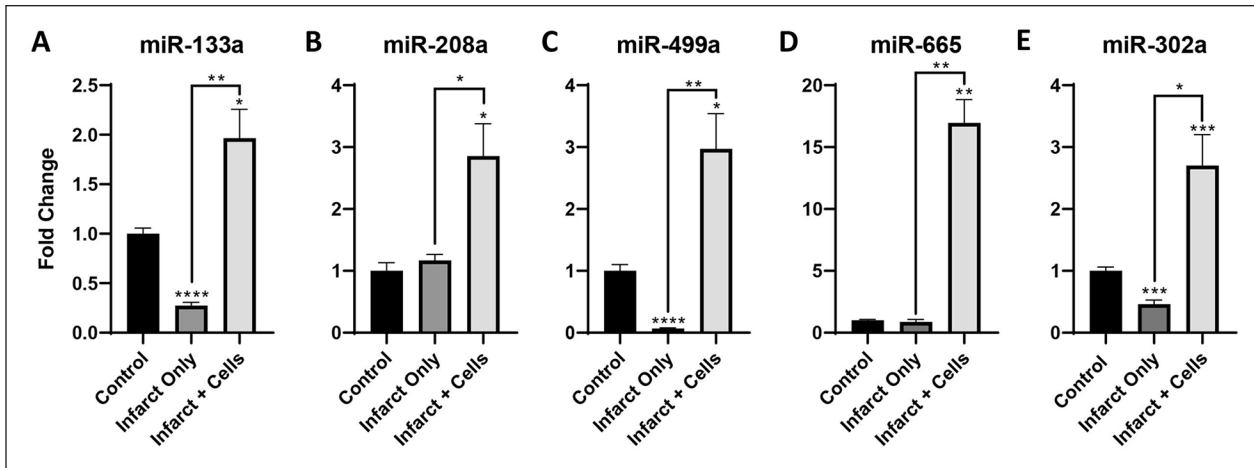 A miR-133a
Fold Change
2.5
2.0
1.5
1.0
0.5
0.0
**
*
****
Control
Infarct Only
Infarct + Cells
B miR-208a
4
3
2
1
0
*
*
Control
Infarct Only
Infarct + Cells
C miR-499a
4
3
2
1
0
**
*
****
Control
Infarct Only
Infarct + Cells
D miR-665
20
15
10
5
0
**
**
Control
Infarct Only
Infarct + Cells
E miR-302a
4
3
2
1
0
*
***
***
Control
Infarct Only
Infarct + Cells